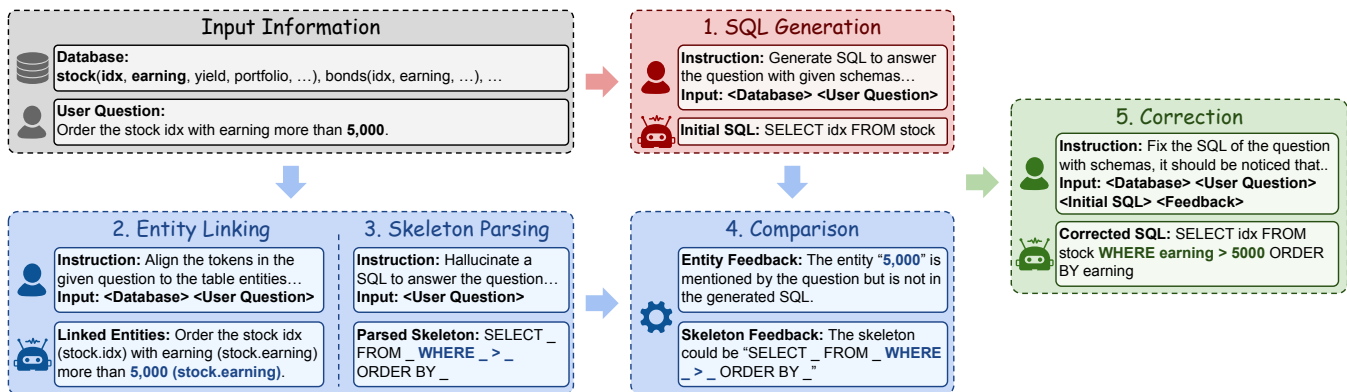 Input Information
Database:
stock(idx, earning, yield, portfolio, …), bonds(idx, earning, …), …
User Question:
Order the stock idx with earning more than 5,000.
1. SQL Generation
Instruction: Generate SQL to answer
the question with given schemas…
Input: <Database> <User Question>
Initial SQL: SELECT idx FROM stock
2. Entity Linking
Instruction: Align the tokens in the
given question to the table entities…
Input: <Database> <User Question>
Linked Entities: Order the stock idx
(stock.idx) with earning (stock.earning)
more than 5,000 (stock.earning).
3. Skeleton Parsing
Instruction: Hallucinate a
SQL to answer the question…
Input: <User Question>
Parsed Skeleton: SELECT _
FROM _ WHERE _ > _
ORDER BY _
4. Comparison
Entity Feedback: The entity “5,000” is
mentioned by the question but is not in
the generated SQL.
Skeleton Feedback: The skeleton
could be “SELECT _ FROM _ WHERE
_ > _ ORDER BY _”
5. Correction
Instruction: Fix the SQL of the question
with schemas, it should be noticed that..
Input: <Database> <User Question>
<Initial SQL> <Feedback>
Corrected SQL: SELECT idx FROM
stock WHERE earning > 5000 ORDER
BY earning